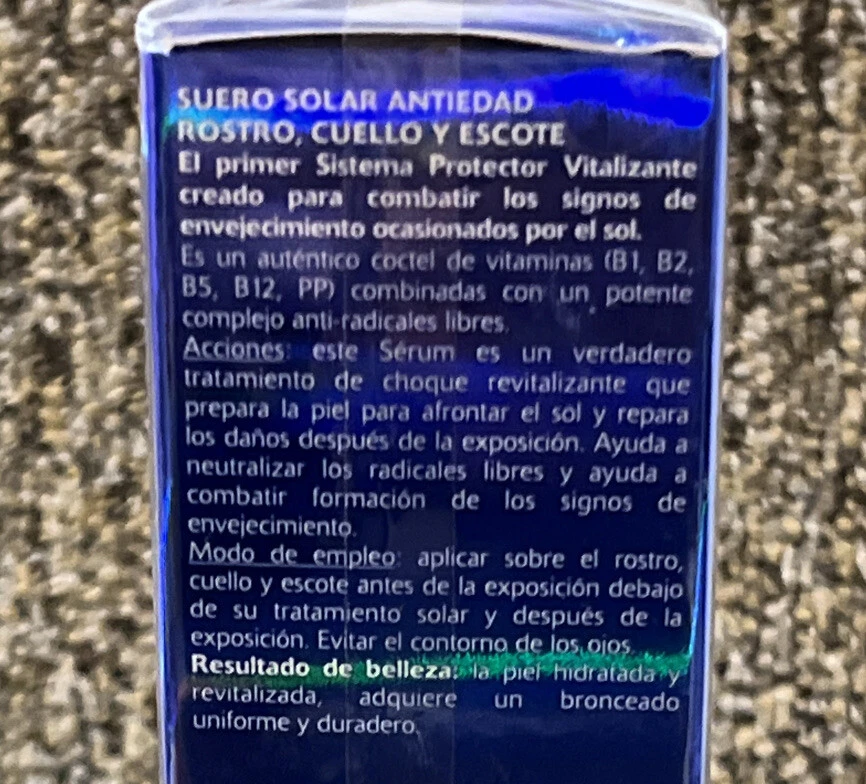 SUERO SOLAR ANTIEDAD
ROSTRO, CUELLO Y ESCOTE
El primer Sistema Protector Vitalizante
creado para combatir los signos de
envejecimiento ocasionados por el sol.
Es un auténtico coctel de vitaminas (B1, B2,
B5, B12, PP) combinadas con un potente
complejo anti-radicales libres.
Acciones: este Sérum es un verdadero
tratamiento de choque revitalizante que
prepara la piel para afrontar el sol y repara
los daños después de la exposición. Ayuda a
neutralizar los radicales libres y ayuda a
combatir formación de los signos de
envejecimiento.
Modo de empleo: aplicar sobre el rostro,
cuello y escote antes de la exposición debajo
de su tratamiento solar y después de la
exposición. Evitar el contorno de los ojos.
Resultado de belleza: la piel hidratada y
revitalizada, adquiere un bronceado
uniforme y duradero.